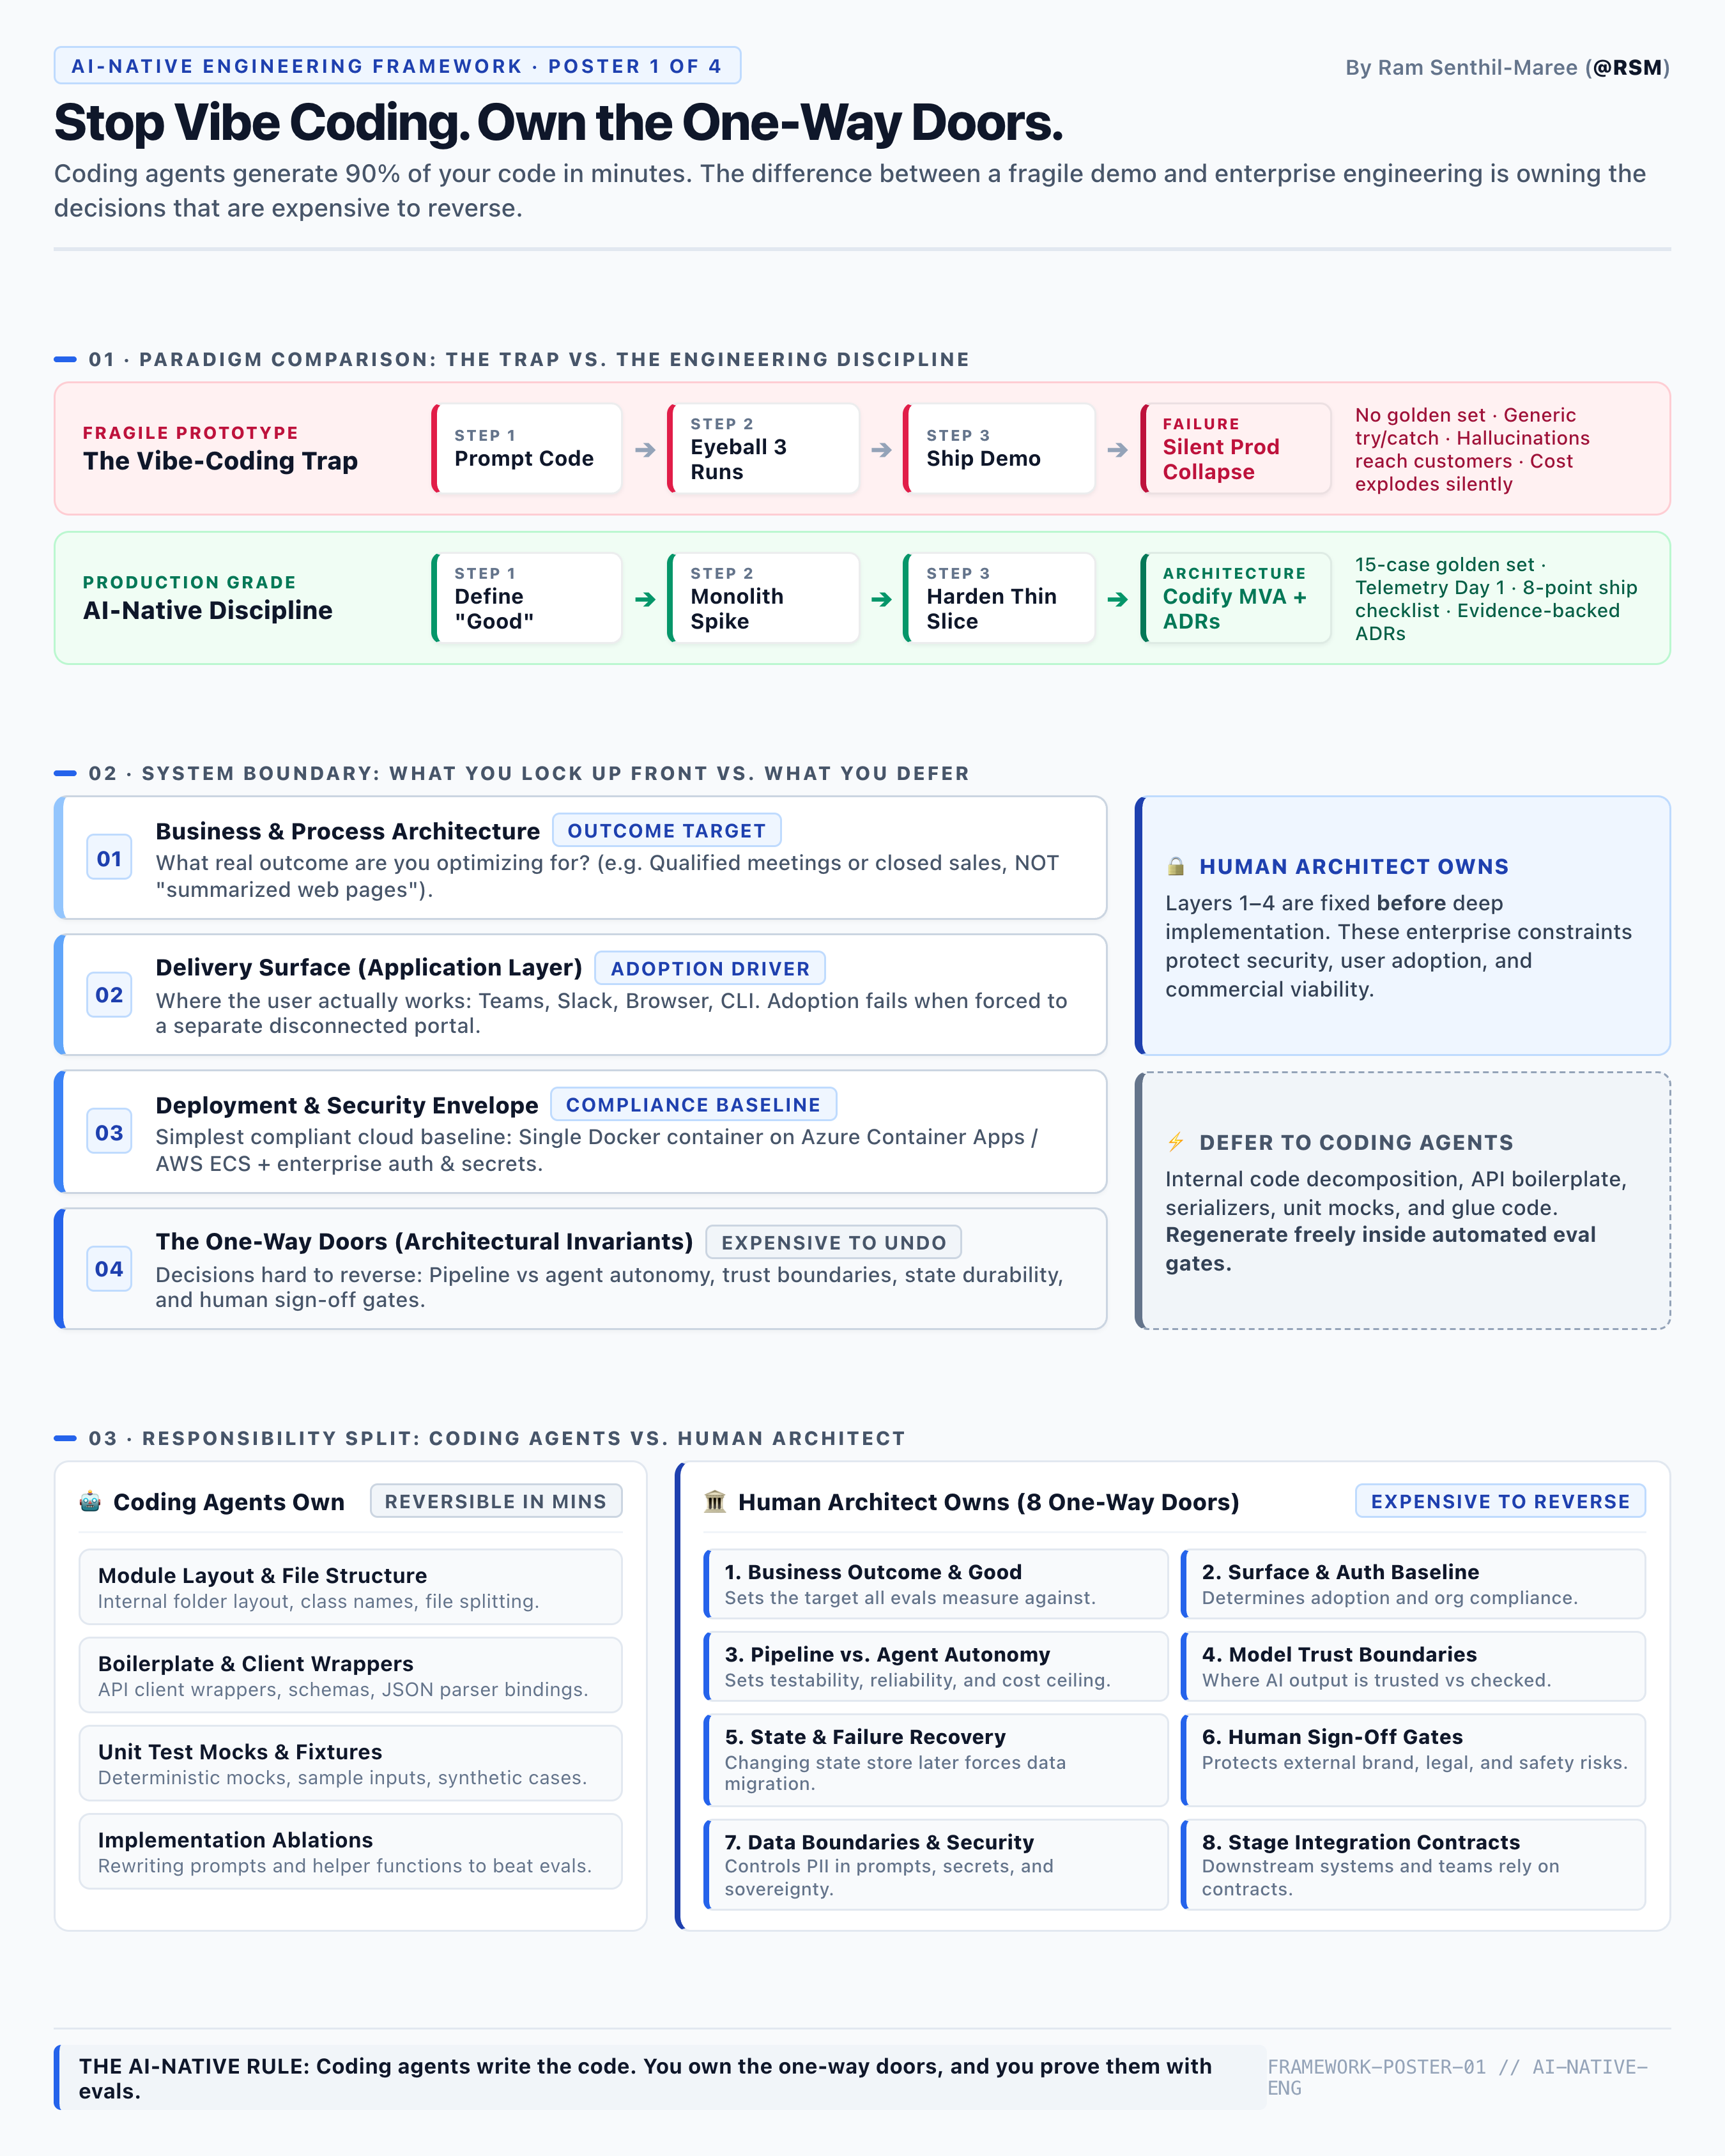 AI-NATIVE ENGINEERING FRAMEWORK · POSTER 1 OF 4
By Ram Senthil-Maree (@RSM)
Stop Vibe Coding. Own the One-Way Doors.
Coding agents generate 90% of your code in minutes. The difference between a fragile demo and enterprise engineering is owning the
decisions that are expensive to reverse.
01 · PARADIGM COMPARISON: THE TRAP VS. THE ENGINEERING DISCIPLINE
FRAGILE PROTOTYPE
The Vibe-Coding Trap
STEP 1
Prompt Code
➔
STEP 2
Eyeball 3
Runs
➔
STEP 3
Ship Demo
➔
FAILURE
Silent Prod
Collapse
No golden set · Generic
try/catch · Hallucinations
reach customers · Cost
explodes silently
PRODUCTION GRADE
AI-Native Discipline
STEP 1
Define
"Good"
➔
STEP 2
Monolith
Spike
➔
STEP 3
Harden Thin
Slice
➔
ARCHITECTURE
Codify MVA +
ADRs
15-case golden set ·
Telemetry Day 1 · 8-point ship
checklist · Evidence-backed
ADRs
02 · SYSTEM BOUNDARY: WHAT YOU LOCK UP FRONT VS. WHAT YOU DEFER
01
Business & Process Architecture
OUTCOME TARGET
What real outcome are you optimizing for? (e.g. Qualified meetings or closed sales, NOT
"summarized web pages").
02
Delivery Surface (Application Layer)
ADOPTION DRIVER
Where the user actually works: Teams, Slack, Browser, CLI. Adoption fails when forced to
a separate disconnected portal.
03
Deployment & Security Envelope
COMPLIANCE BASELINE
Simplest compliant cloud baseline: Single Docker container on Azure Container Apps /
AWS ECS + enterprise auth & secrets.
04
The One-Way Doors (Architectural Invariants)
EXPENSIVE TO UNDO
Decisions hard to reverse: Pipeline vs agent autonomy, trust boundaries, state durability,
and human sign-off gates.
🔒 HUMAN ARCHITECT OWNS
Layers 1–4 are fixed before deep
implementation. These enterprise constraints
protect security, user adoption, and
commercial viability.
⚡ DEFER TO CODING AGENTS
Internal code decomposition, API boilerplate,
serializers, unit mocks, and glue code.
Regenerate freely inside automated eval
gates.
03 · RESPONSIBILITY SPLIT: CODING AGENTS VS. HUMAN ARCHITECT
🤖 Coding Agents Own
REVERSIBLE IN MINS
Module Layout & File Structure
Internal folder layout, class names, file splitting.
Boilerplate & Client Wrappers
API client wrappers, schemas, JSON parser bindings.
Unit Test Mocks & Fixtures
Deterministic mocks, sample inputs, synthetic cases.
Implementation Ablations
Rewriting prompts and helper functions to beat evals.
🏛️ Human Architect Owns (8 One-Way Doors)
EXPENSIVE TO REVERSE
1. Business Outcome & Good
Sets the target all evals measure against.
2. Surface & Auth Baseline
Determines adoption and org compliance.
3. Pipeline vs. Agent Autonomy
Sets testability, reliability, and cost ceiling.
4. Model Trust Boundaries
Where AI output is trusted vs checked.
5. State & Failure Recovery
Changing state store later forces data
migration.
6. Human Sign-Off Gates
Protects external brand, legal, and safety risks.
7. Data Boundaries & Security
Controls PII in prompts, secrets, and
sovereignty.
8. Stage Integration Contracts
Downstream systems and teams rely on
contracts.
THE AI-NATIVE RULE: Coding agents write the code. You own the one-way doors, and you prove them with
evals.
FRAMEWORK-POSTER-01 // AI-NATIVE-
ENG